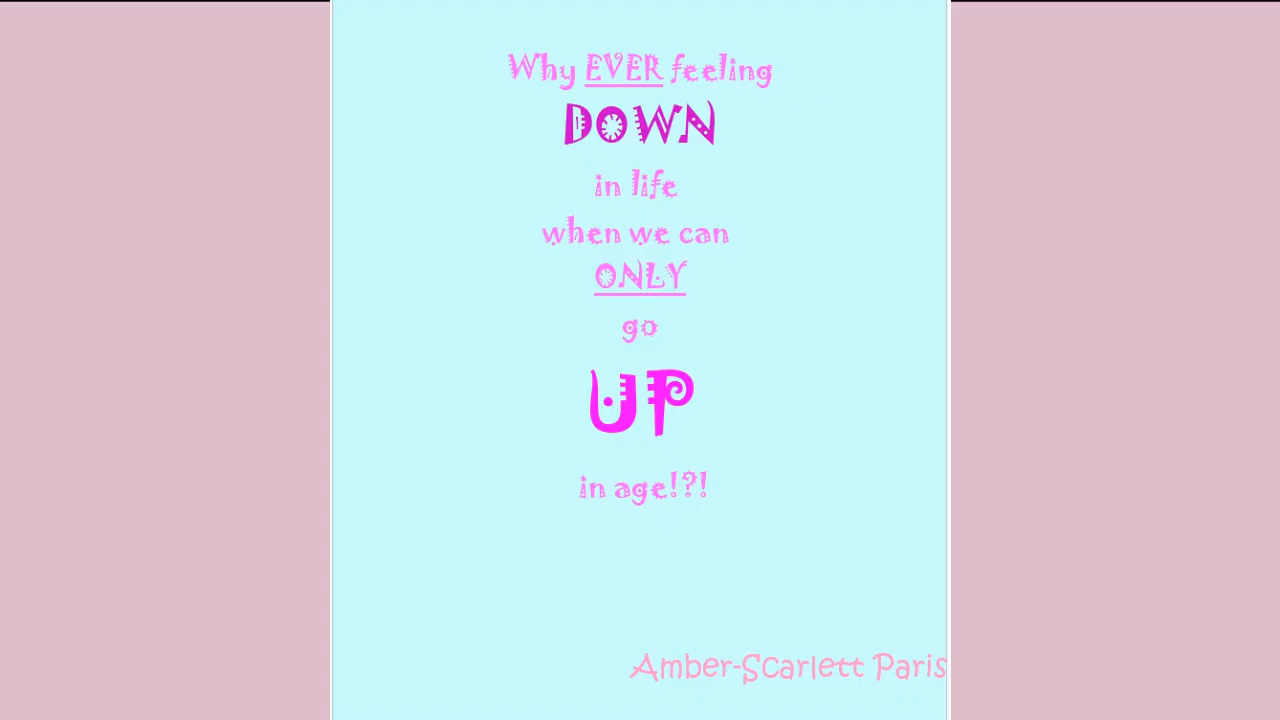 Why EVER feeling
DOWN
in life
when we can
ONLY
go
UP
in age!?!
Amber-Scarlett Paris